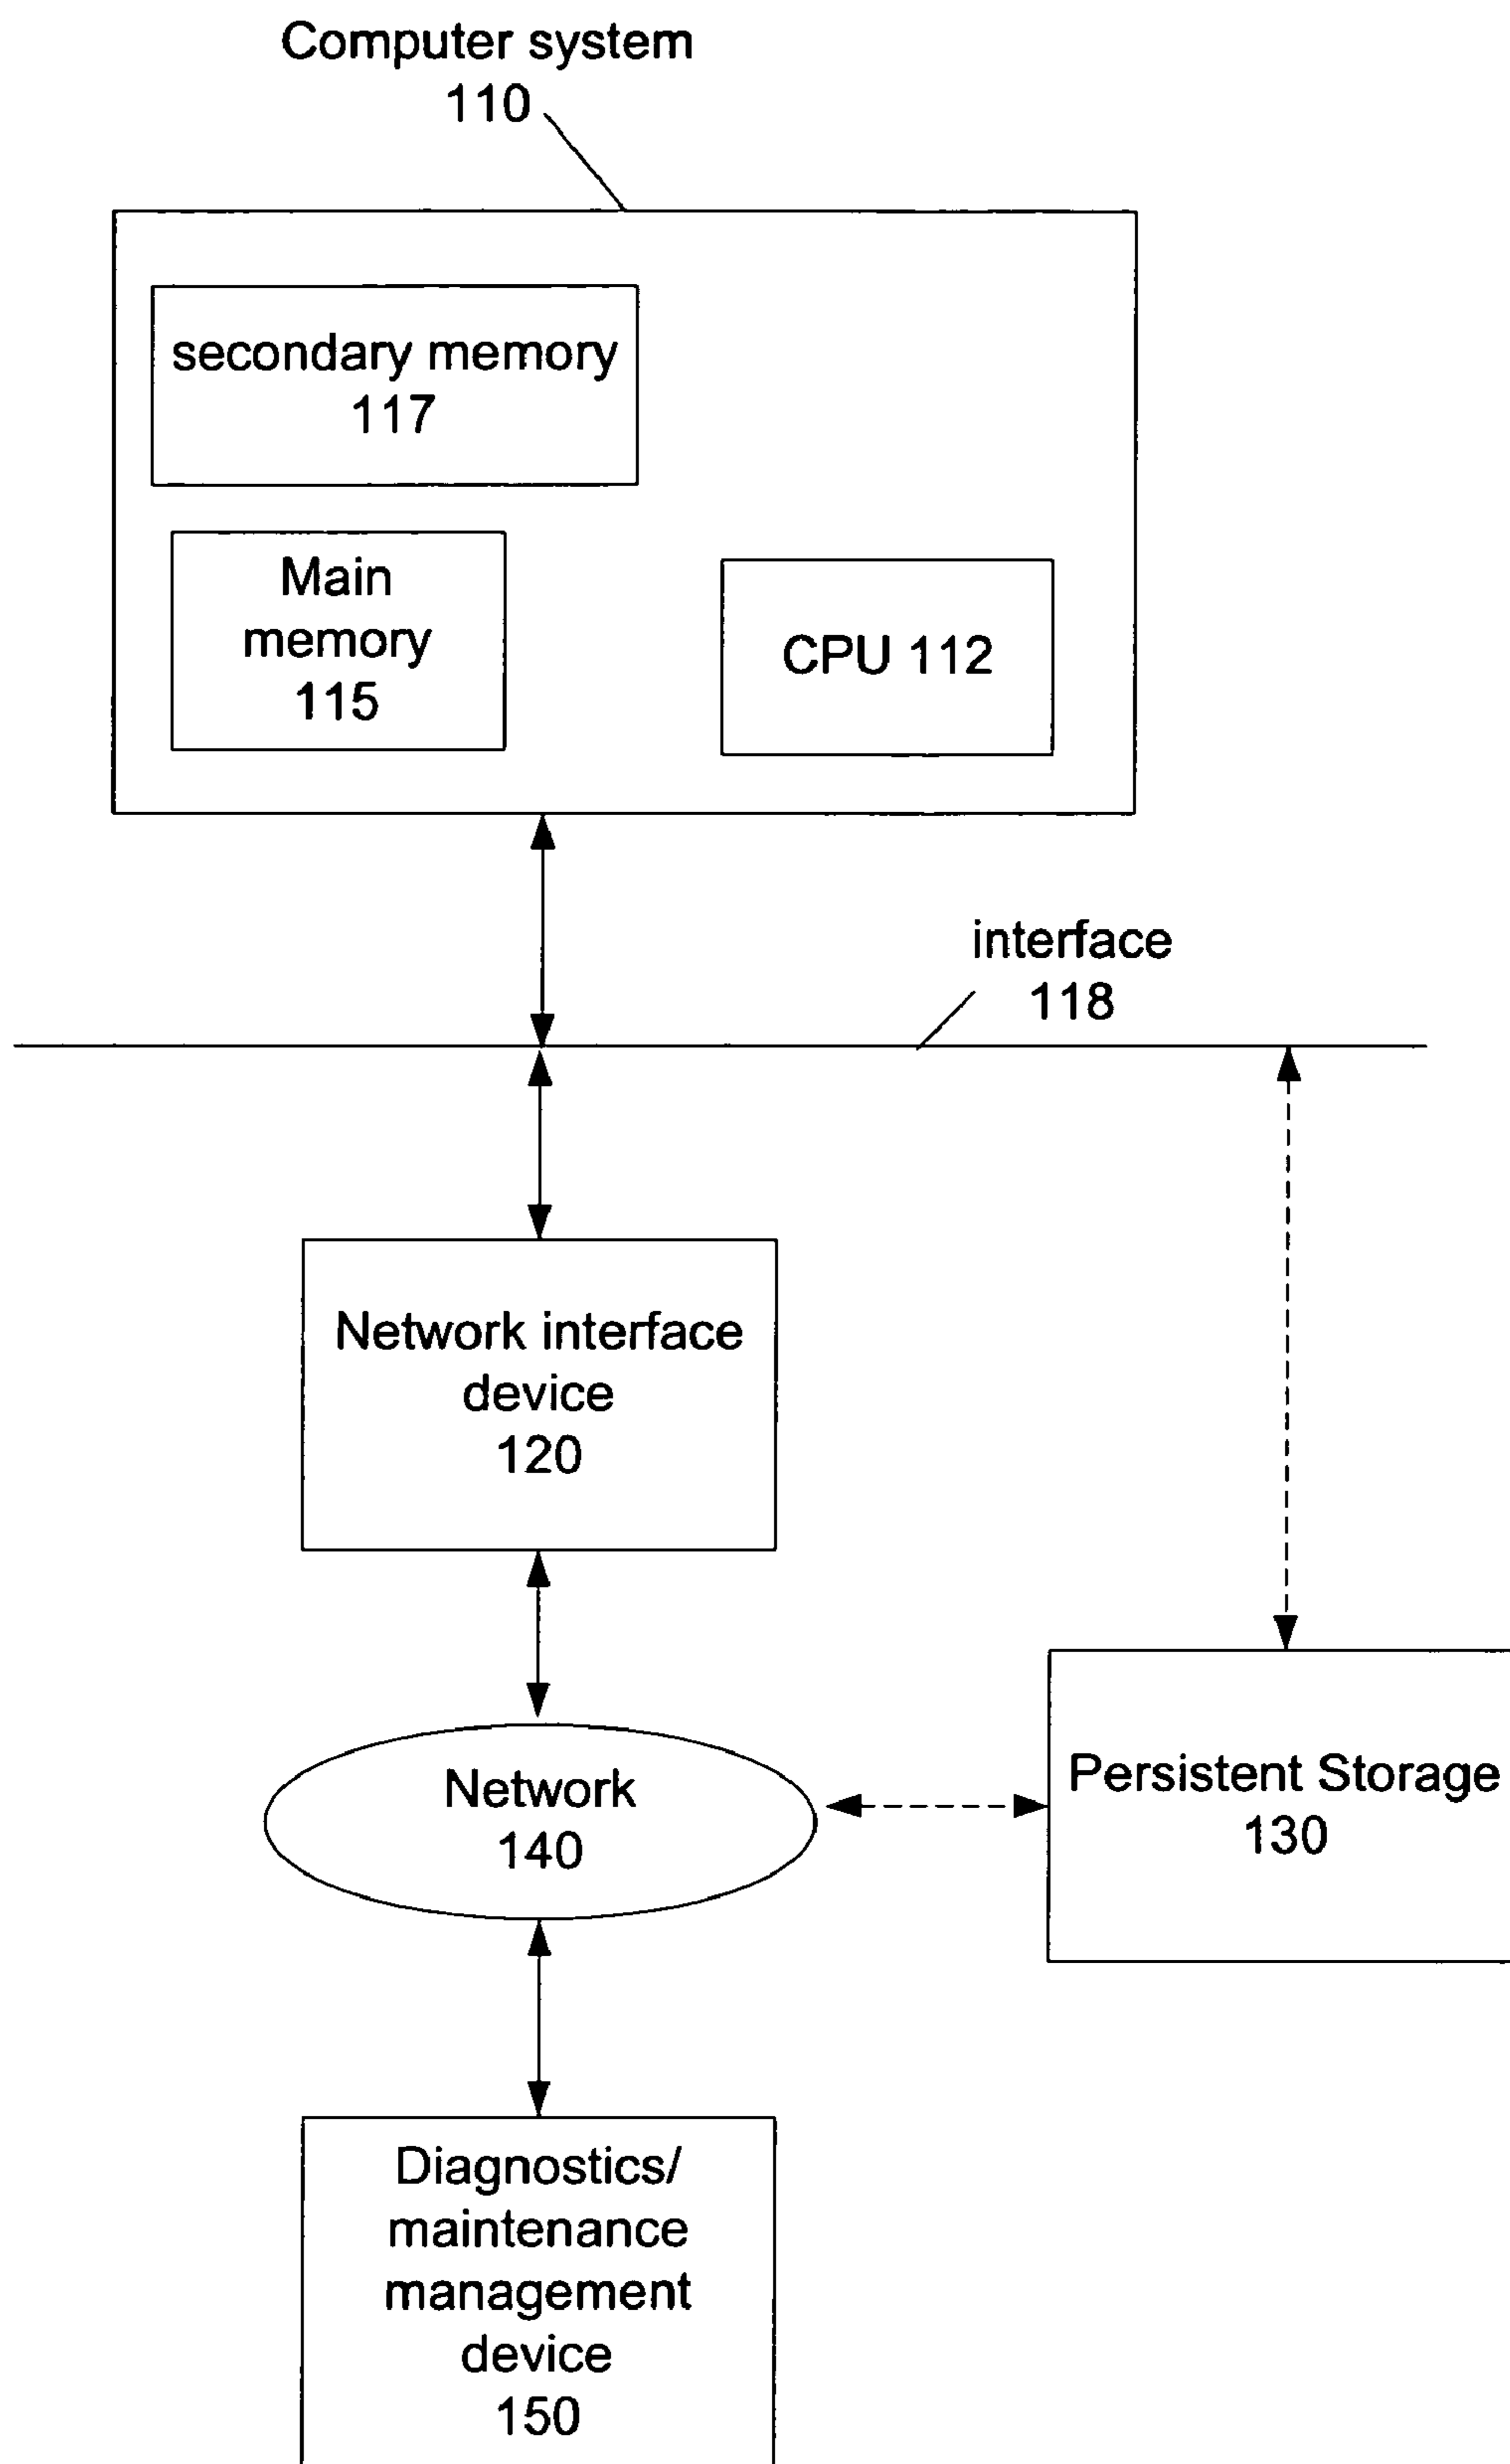 Computer system
110
secondary memory
117
Main
memory
115
CPU 112
interface
118
Network interface
device
120
Network
140
Persistent Storage
130
Diagnostics/
maintenance
management
device
150